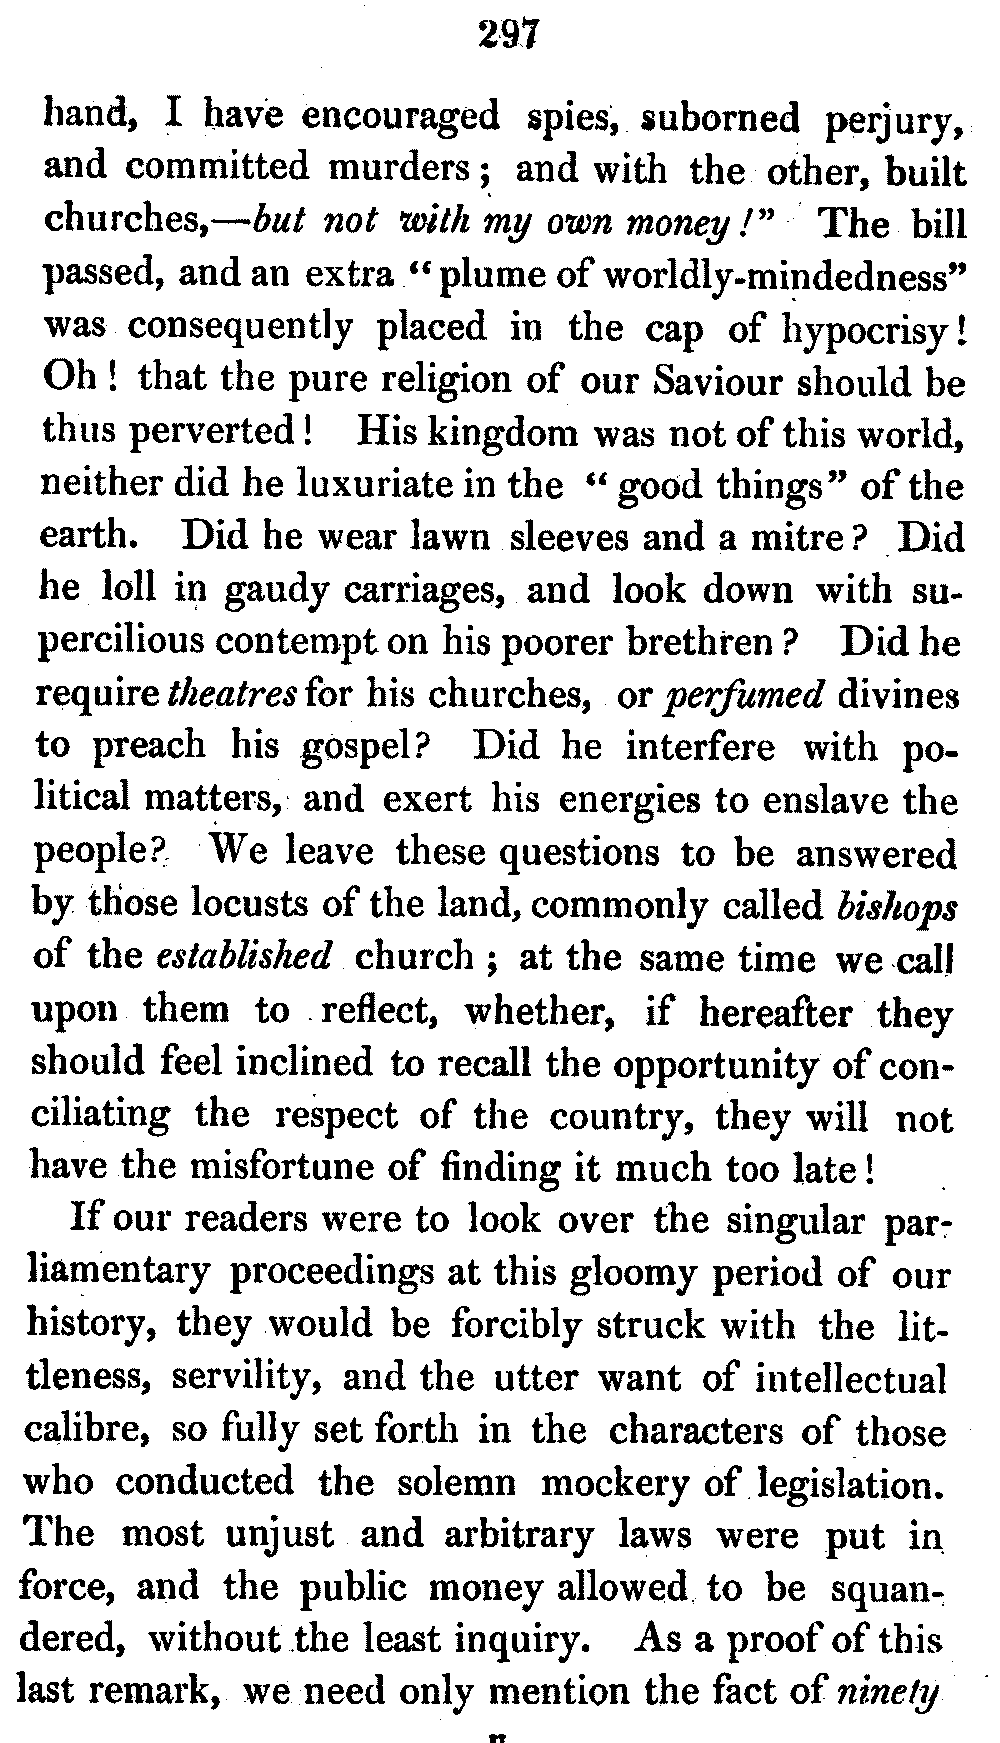 297
hand, I have encouraged spies, suborned perjury,
and committed murders; and with the other, built
churches,—but not with my own money!” The bill
passed, and an extra “plume of worldly-mindedness”
was consequently placed in the cap of hypocrisy!
Oh! that the pure religion of our Saviour should be
thus perverted! His kingdom was not of this world,
neither did he luxuriate in the “good things” of the
earth. Did he wear lawn sleeves and a mitre? Did
he loll in gaudy carriages, and look down with su-
percilious contempt on his poorer brethren? Did he
require theatres for his churches, or perfumed divines
to preach his gospel? Did he interfere with po-
litical matters, and exert his energies to enslave the
people? We leave these questions to be answered
by those locusts of the land, commonly called bishops
of the established church; at the same time we call
upon them to reflect, whether, if hereafter they
should feel inclined to recall the opportunity of con-
ciliating the respect of the country, they will not
have the misfortune of finding it much too late!
If our readers were to look over the singular par-
liamentary proceedings at this gloomy period of our
history, they would be forcibly struck with the lit-
tleness, servility, and the utter want of intellectual
calibre, so fully set forth in the characters of those
who conducted the solemn mockery of legislation.
The most unjust and arbitrary laws were put in
force, and the public money allowed to be squan-
dered, without the least inquiry. As a proof of this
last remark, we need only mention the fact of ninety